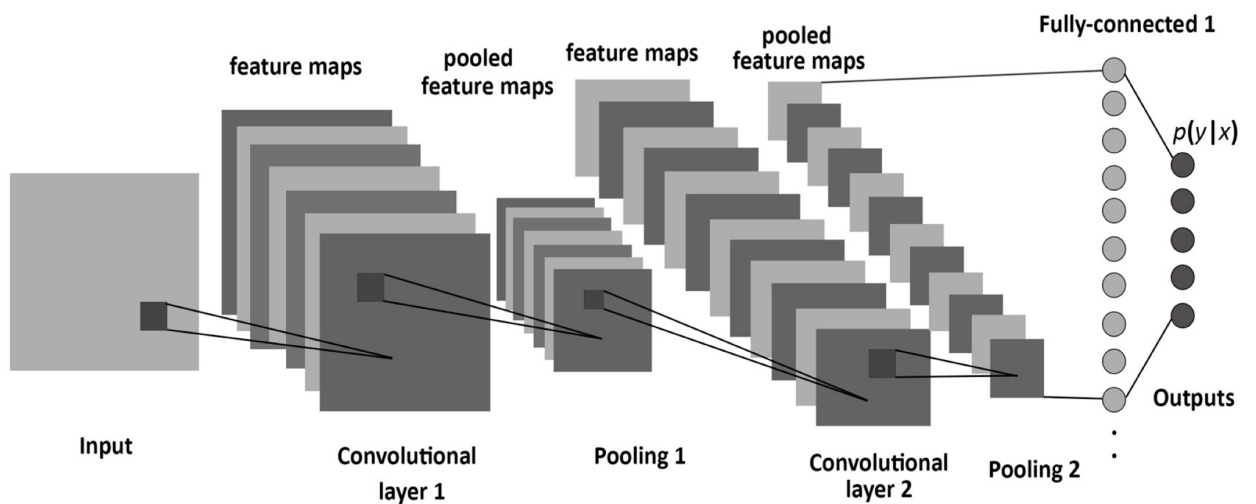 Fully-connected 1
feature maps
pooled
feature maps
feature maps
pooled
feature maps
p(y|x)
Input
Convolutional
layer 1
Pooling 1
Convolutional
layer 2
Pooling 2
Outputs